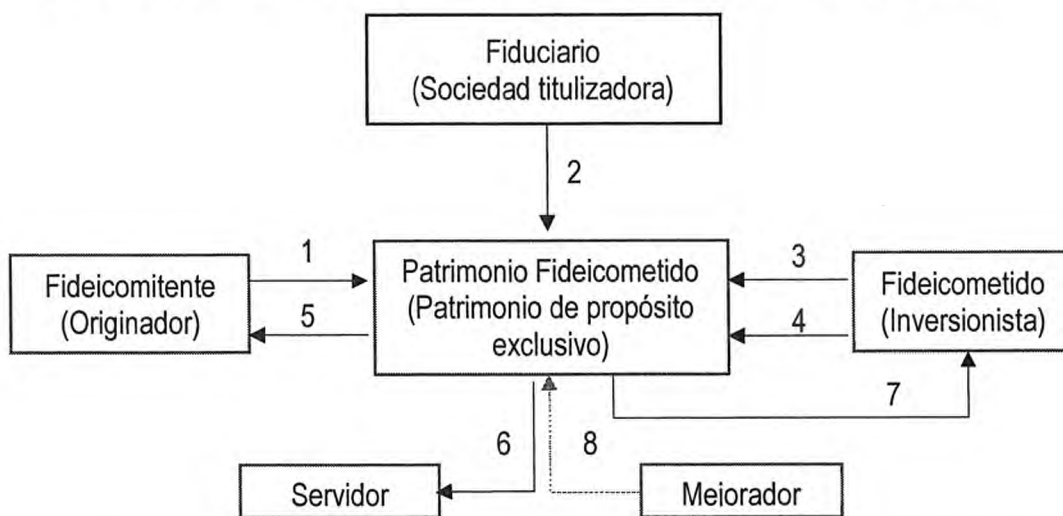 Fiduciario
(Sociedad titulizadora)
2
1
3
Fideicomitente
(Originador)
Patrimonio Fideicometido
(Patrimonio de propósito
exclusivo)
Fideicometido
(Inversionista)
5
4
7
6
8
Servidor
Meiorador